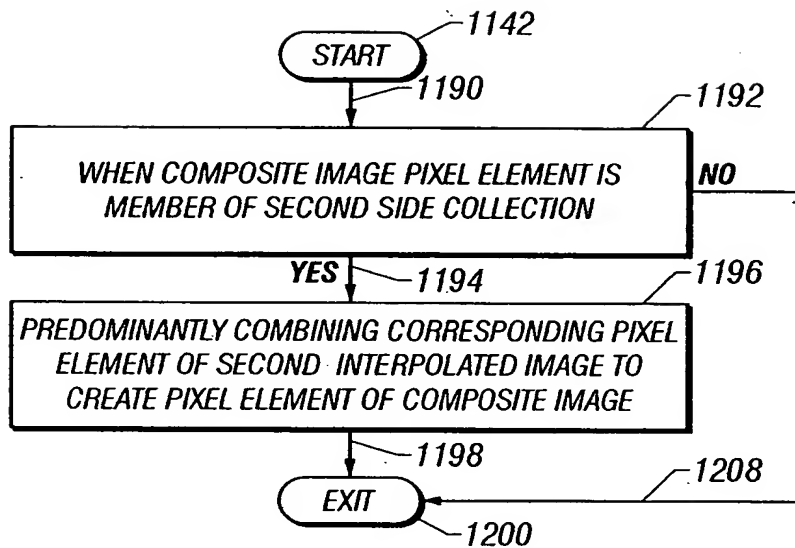 START
1142
1190
1192
WHEN COMPOSITE IMAGE PIXEL ELEMENT IS
MEMBER OF SECOND SIDE COLLECTION
NO
YES
1194
1196
PREDOMINANTLY COMBINING CORRESPONDING PIXEL
ELEMENT OF SECOND INTERPOLATED IMAGE TO
CREATE PIXEL ELEMENT OF COMPOSITE IMAGE
1198
1208
EXIT
1200